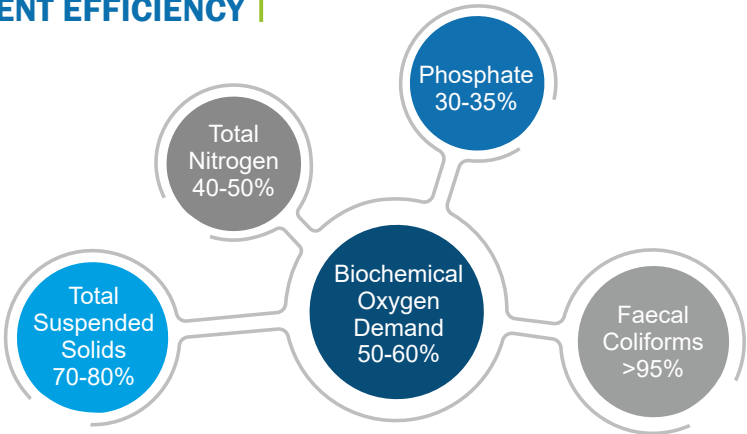 ENT EFFICIENCY
Phosphate
30-35%
Total
Nitrogen
40-50%
Biochemical
Oxygen
Demand
50-60%
Total
Suspended
Solids
70-80%
Faecal
Coliforms
>95%